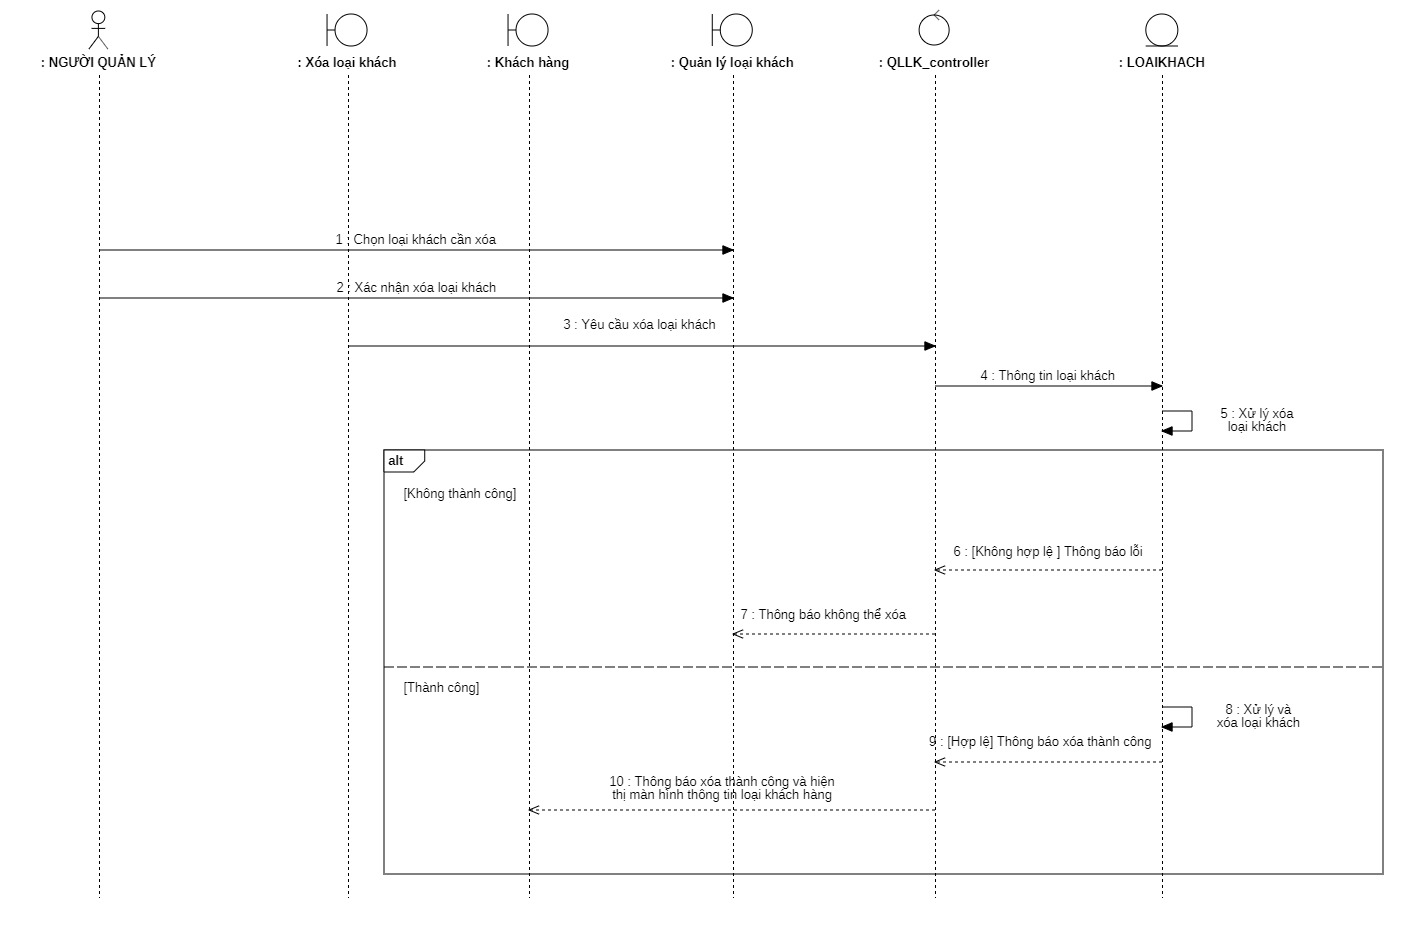 : NGƯỜI QUẢN LÝ
: Xóa loại khách
: Khách hàng
: Quản lý loại khách
: QLLK_controller
: LOAIKHACH
1 : Chọn loại khách cần xóa
2 : Xác nhận xóa loại khách
3 : Yêu cầu xóa loại khách
4 : Thông tin loại khách
5 : Xử lý xóa
loại khách
alt
[Không thành công]
6 : [Không hợp lệ ] Thông báo lỗi
7 : Thông báo không thể xóa
[Thành công]
8 : Xử lý và
xóa loại khách
9 : [Hợp lệ] Thông báo xóa thành công
10 : Thông báo xóa thành công và hiện
thị màn hình thông tin loại khách hàng